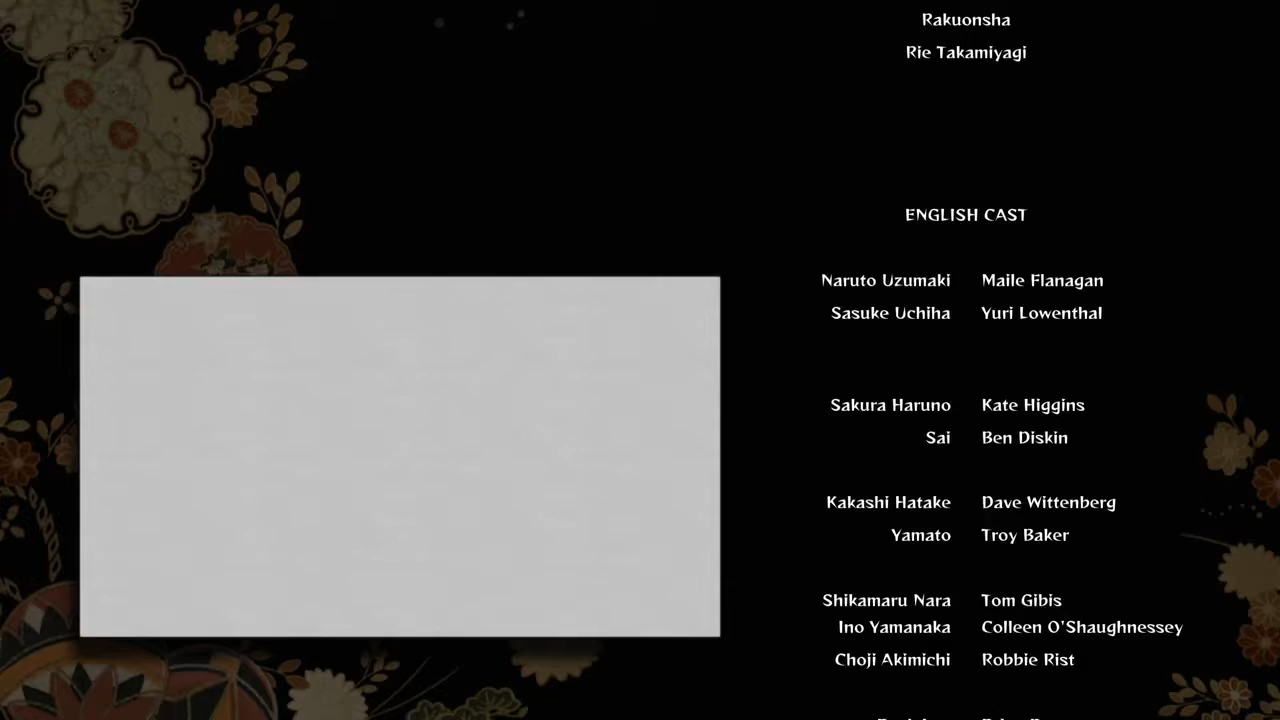 Rakuonsha
Rie Takamiyagi
ENGLISH CAST
Naruto Uzumaki Maile Flanagan
Sasuke Uchiha Yuri Lowenthal
Sakura Haruno Kate Higgins
Sai Ben Diskin
Kakashi Hatake Dave Wittenberg
Yamato Troy Baker
Shikamaru Nara Tom Gibis
Ino Yamanaka Colleen O'Shaughnessey
Choji Akimichi Robbie Rist